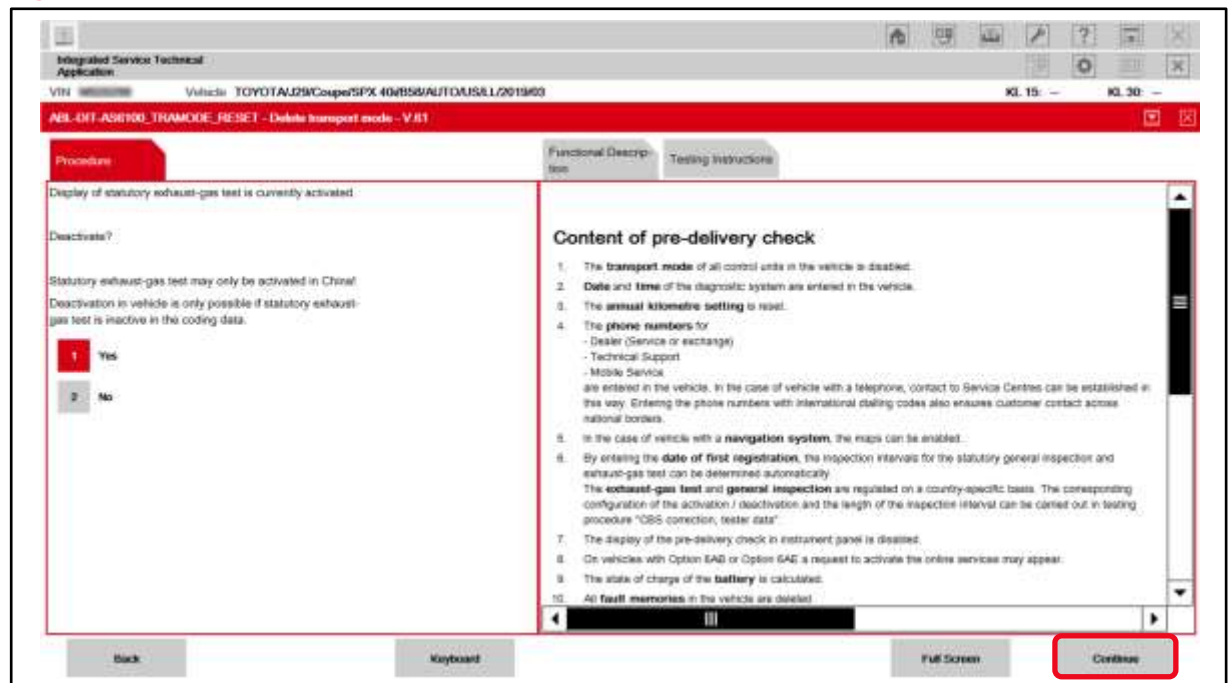 Integrated Service Technical
Application
VIN Vehicle TOYOTA/J29/Coupe/SPX 40i/B58/AUTO/US/LL/2019/03 Kl. 15: -- Kl. 30: --
ABL-DIT-AS6100_TRAMODE_RESET - Delete transport mode - V.81
Procedure
Functional Descrip-
tion
Testing Instructions
Display of statutory exhaust-gas test is currently activated.
Deactivate?
Statutory exhaust-gas test may only be activated in China!
Deactivation in vehicle is only possible if statutory exhaust-
gas test is inactive in the coding data.
1 Yes
2 No
Content of pre-delivery check
1. The transport mode of all control units in the vehicle is disabled.
2. Date and time of the diagnostic system are entered in the vehicle.
3. The annual kilometre setting is reset.
4. The phone numbers for
- Dealer (Service or exchange)
- Technical Support
- Mobile Service
are entered in the vehicle. In the case of vehicle with a telephone, contact to Service Centres can be established in
this way. Entering the phone numbers with international dialling codes also ensures customer contact across
national borders.
5. In the case of vehicle with a navigation system, the maps can be enabled.
6. By entering the date of first registration, the inspection intervals for the statutory general inspection and
exhaust-gas test can be determined automatically.
The exhaust-gas test and general inspection are regulated on a country-specific basis. The corresponding
configuration of the activation / deactivation and the length of the inspection interval can be carried out in testing
procedure "CBS correction, tester data".
7. The display of the pre-delivery check in instrument panel is disabled.
8. On vehicles with Option 6AB or Option 6AE a request to activate the online services may appear.
9. The state of charge of the battery is calculated.
10. All fault memories in the vehicle are deleted
Back
Keyboard
Full Screen
Continue